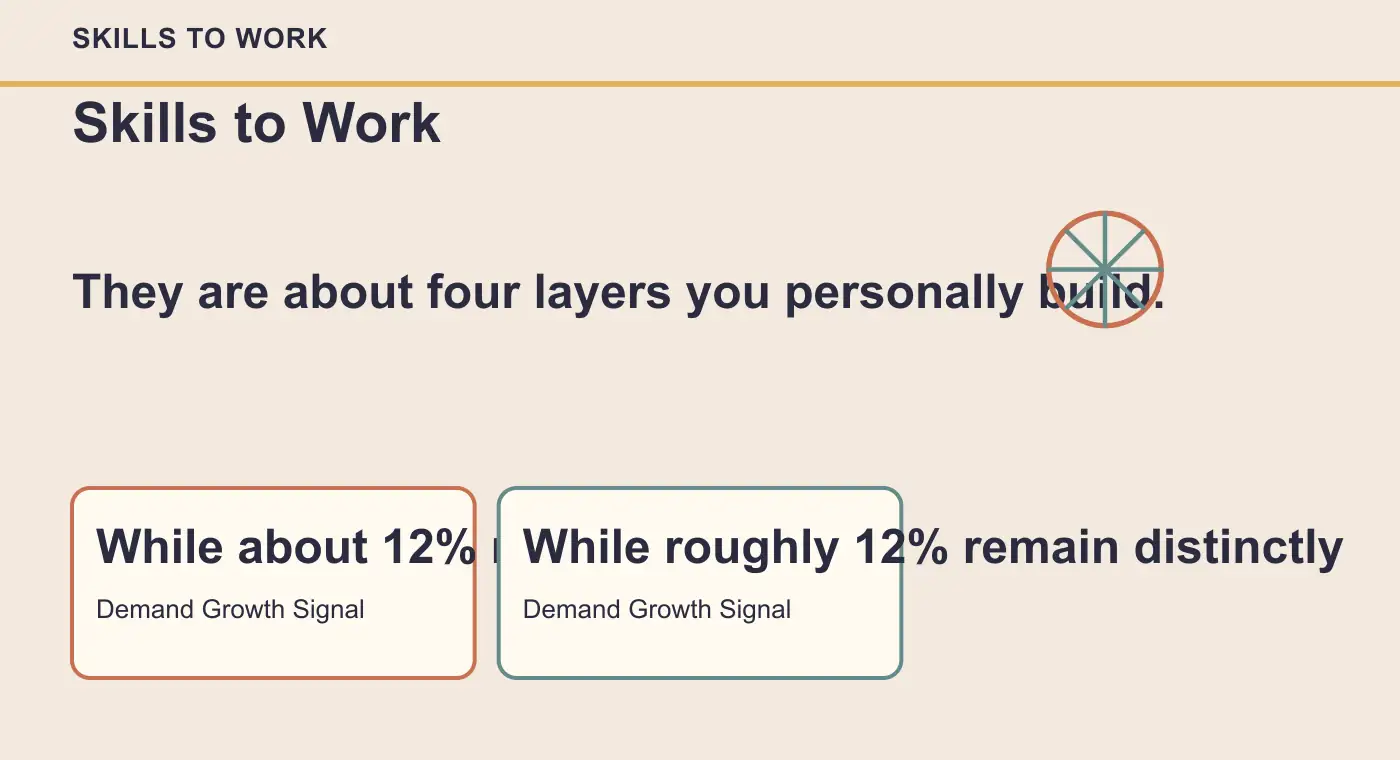 SKILLS TO WORK
Skills to Work
They are about four layers you personally build.
While about 12%
While roughly 12% remain distinctly
Demand Growth Signal
Demand Growth Signal